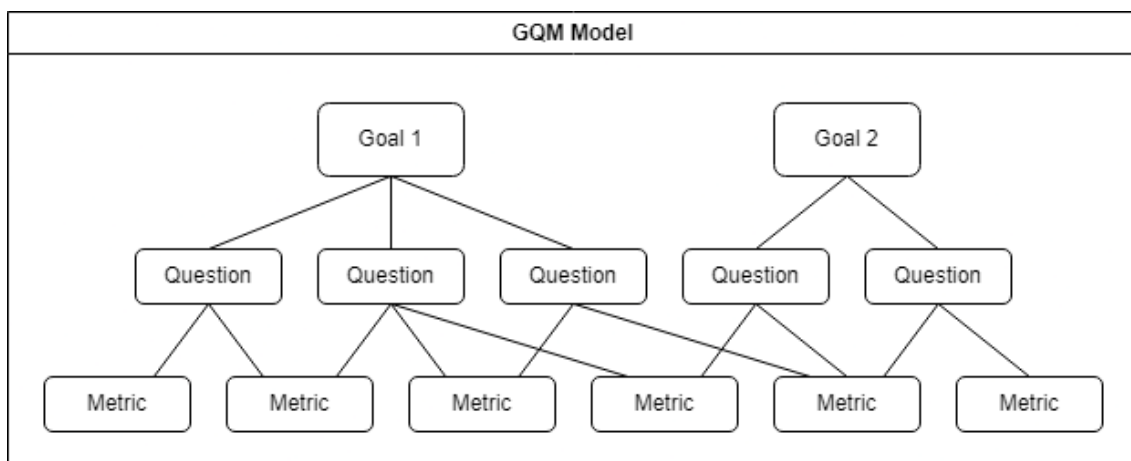 GQM Model
Goal 1 Goal 2
Question Question Question Question Question
Metric Metric Metric Metric Metric Metric